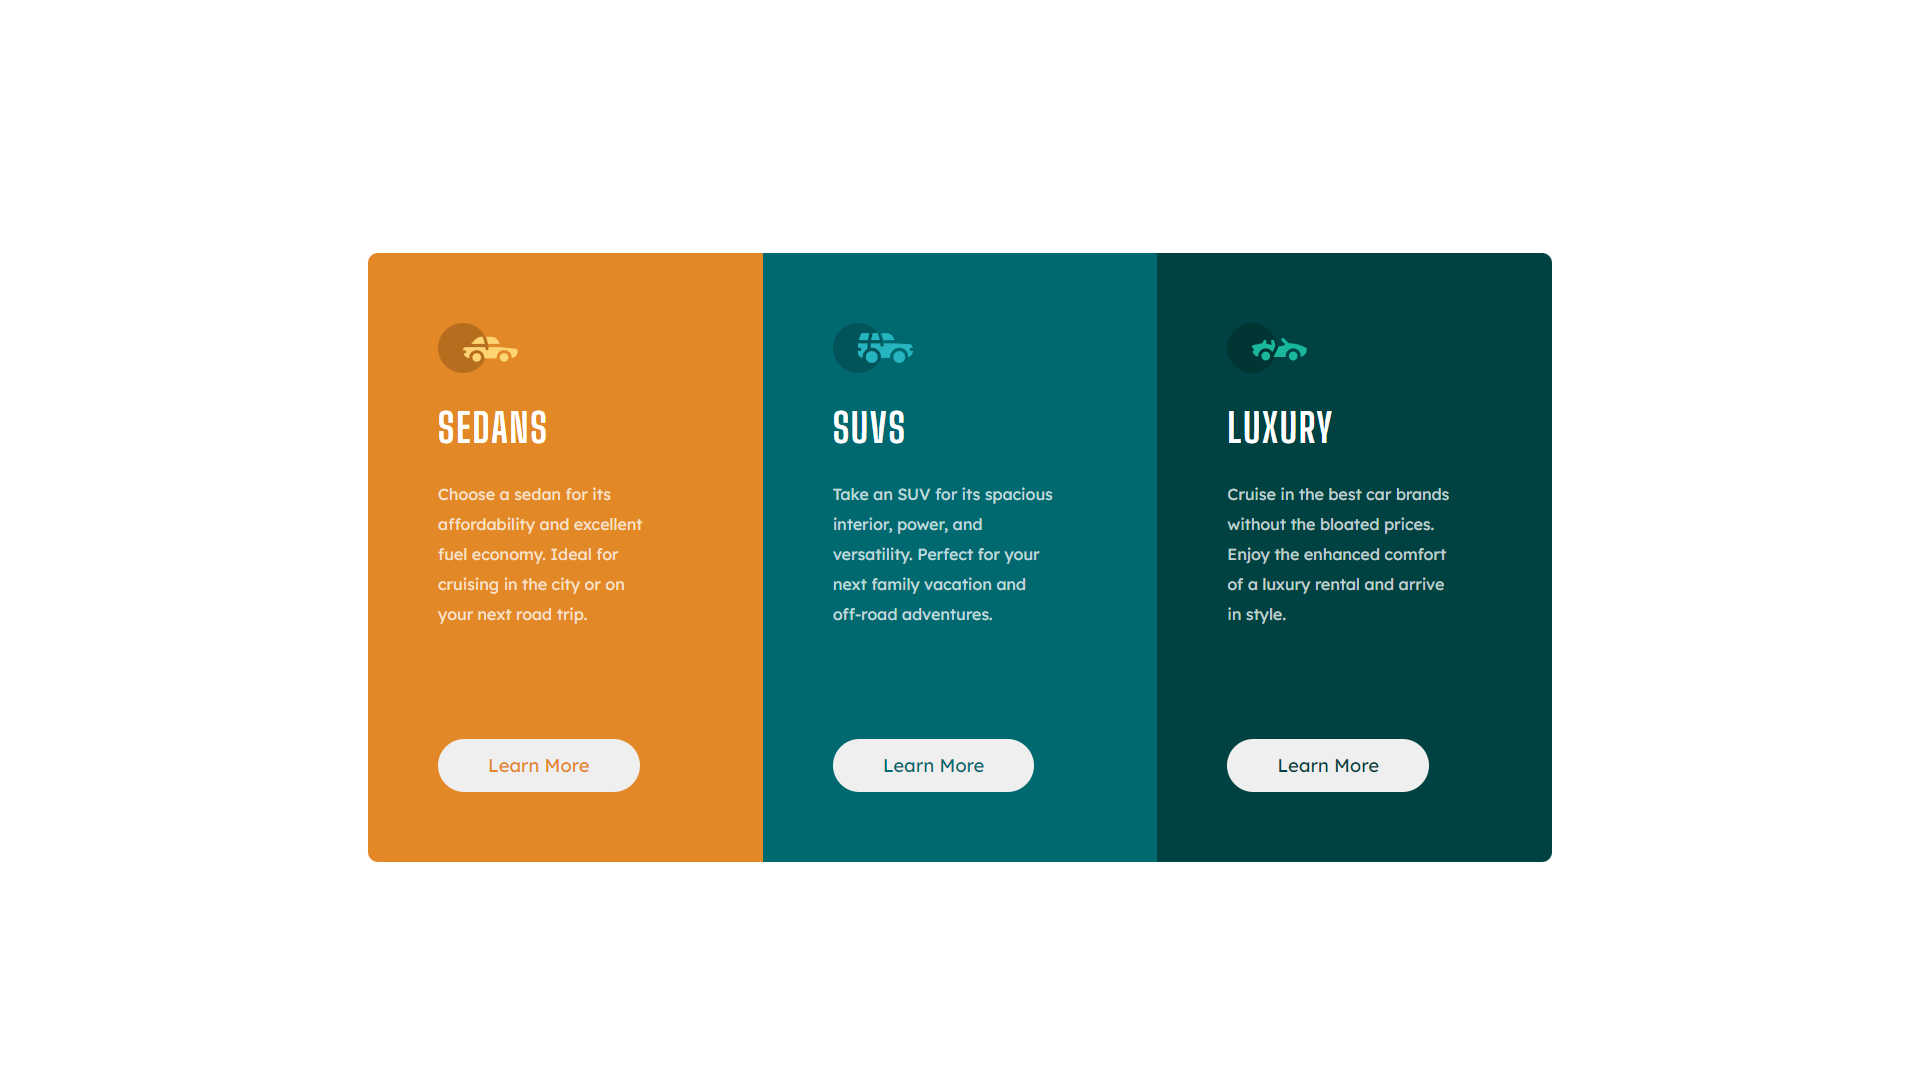 SEDANS
Choose a sedan for its
affordability and excellent
fuel economy. Ideal for
cruising in the city or on
your next road trip.
Learn More
SUVS
Take an SUV for its spacious
interior, power, and
versatility. Perfect for your
next family vacation and
off-road adventures.
Learn More
LUXURY
Cruise in the best car brands
without the bloated prices.
Enjoy the enhanced comfort
of a luxury rental and arrive
in style.
Learn More